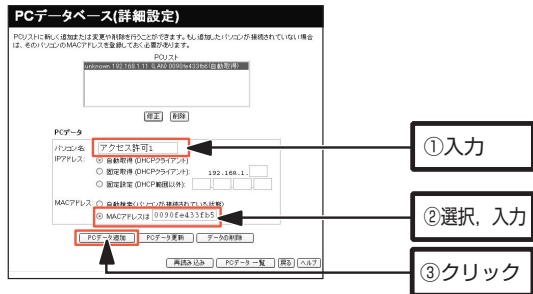 PCデータベース(詳細設定)
PCリストに新しく追加または変更や削除を行うことができます。もし追加したパソコンが接続されていない場合
は、そのパソコンのMACアドレスを登録しておく必要があります。
PCリスト
unknown 192.168.1.11 (LAN) 0090fe433fb6(自動取得)
修正 削除
PCデータ
パソコン名: アクセス許可1
IPアドレス: 自動取得 (DHCPクライアント)
固定取得 (DHCPクライアント): 192.168.1.
固定設定 (DHCP範囲以外):
MACアドレス: 自動検索(パソコンが接続されている状態)
MACアドレスは 0090fe433fb5
PCデータ追加 PCデータ更新 データの削除
再読み込み PCデータ一覧 戻る ヘルプ
①入力
②選択，入力
③クリック